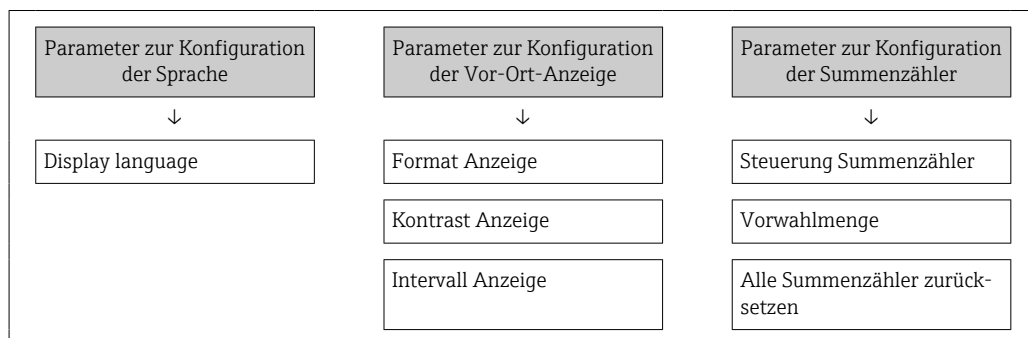 Parameter zur Konfiguration
der Sprache
Parameter zur Konfiguration
der Vor-Ort-Anzeige
Parameter zur Konfiguration
der Summenzähler
↓
↓
↓
Display language
Format Anzeige
Steuerung Summenzähler
Kontrast Anzeige
Vorwahlmenge
Intervall Anzeige
Alle Summenzähler zurück-
setzen